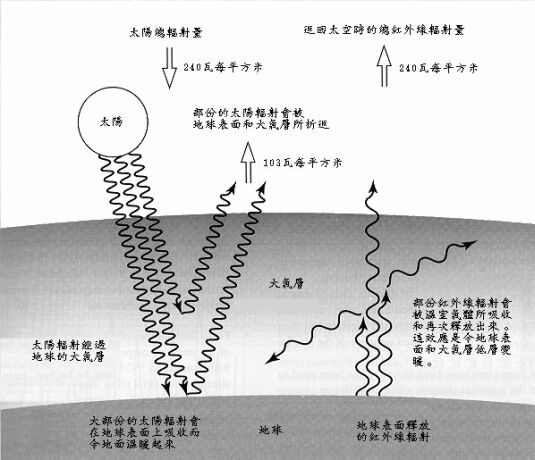 太陽總輻射量
240瓦每平方米
返回太空時的總紅外線輻射量
240瓦每平方米
太陽
部份的太陽輻射會被
地球表面和大氣層所折返
103瓦每平方米
大氣層
部份紅外線輻射會
被溫室氣體所吸收
和再次釋放出來。
這效應是令地球表
面和大氣低層變
暖。
太陽輻射經過
地球的大氣層
大部份的太陽輻射會
在地球表面上吸收而
令地面溫暖起來
地球
地球表面釋放
的紅外線輻射